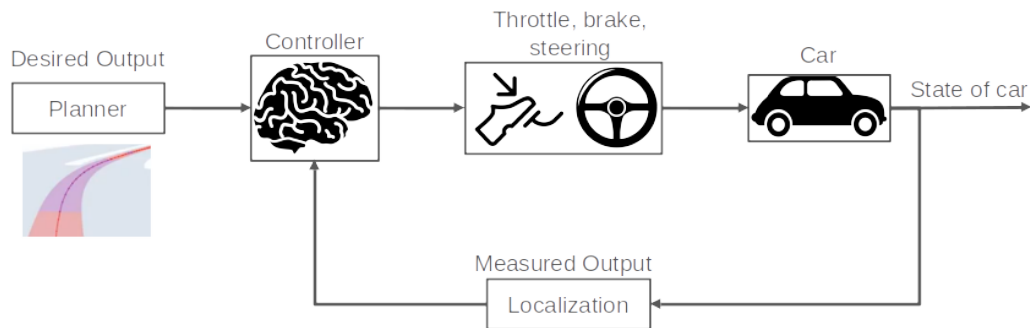 Desired Output
Planner
Controller
Throttle, brake,
steering
Car
State of car
Measured Output
Localization